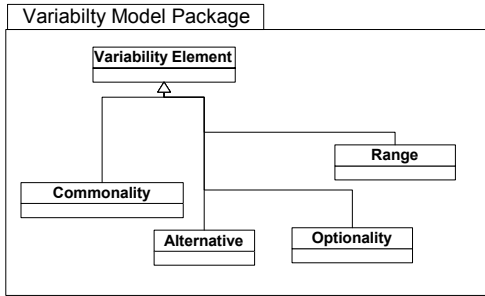 Variabilty Model Package
Variability Element
Range
Commonality
Alternative
Optionality